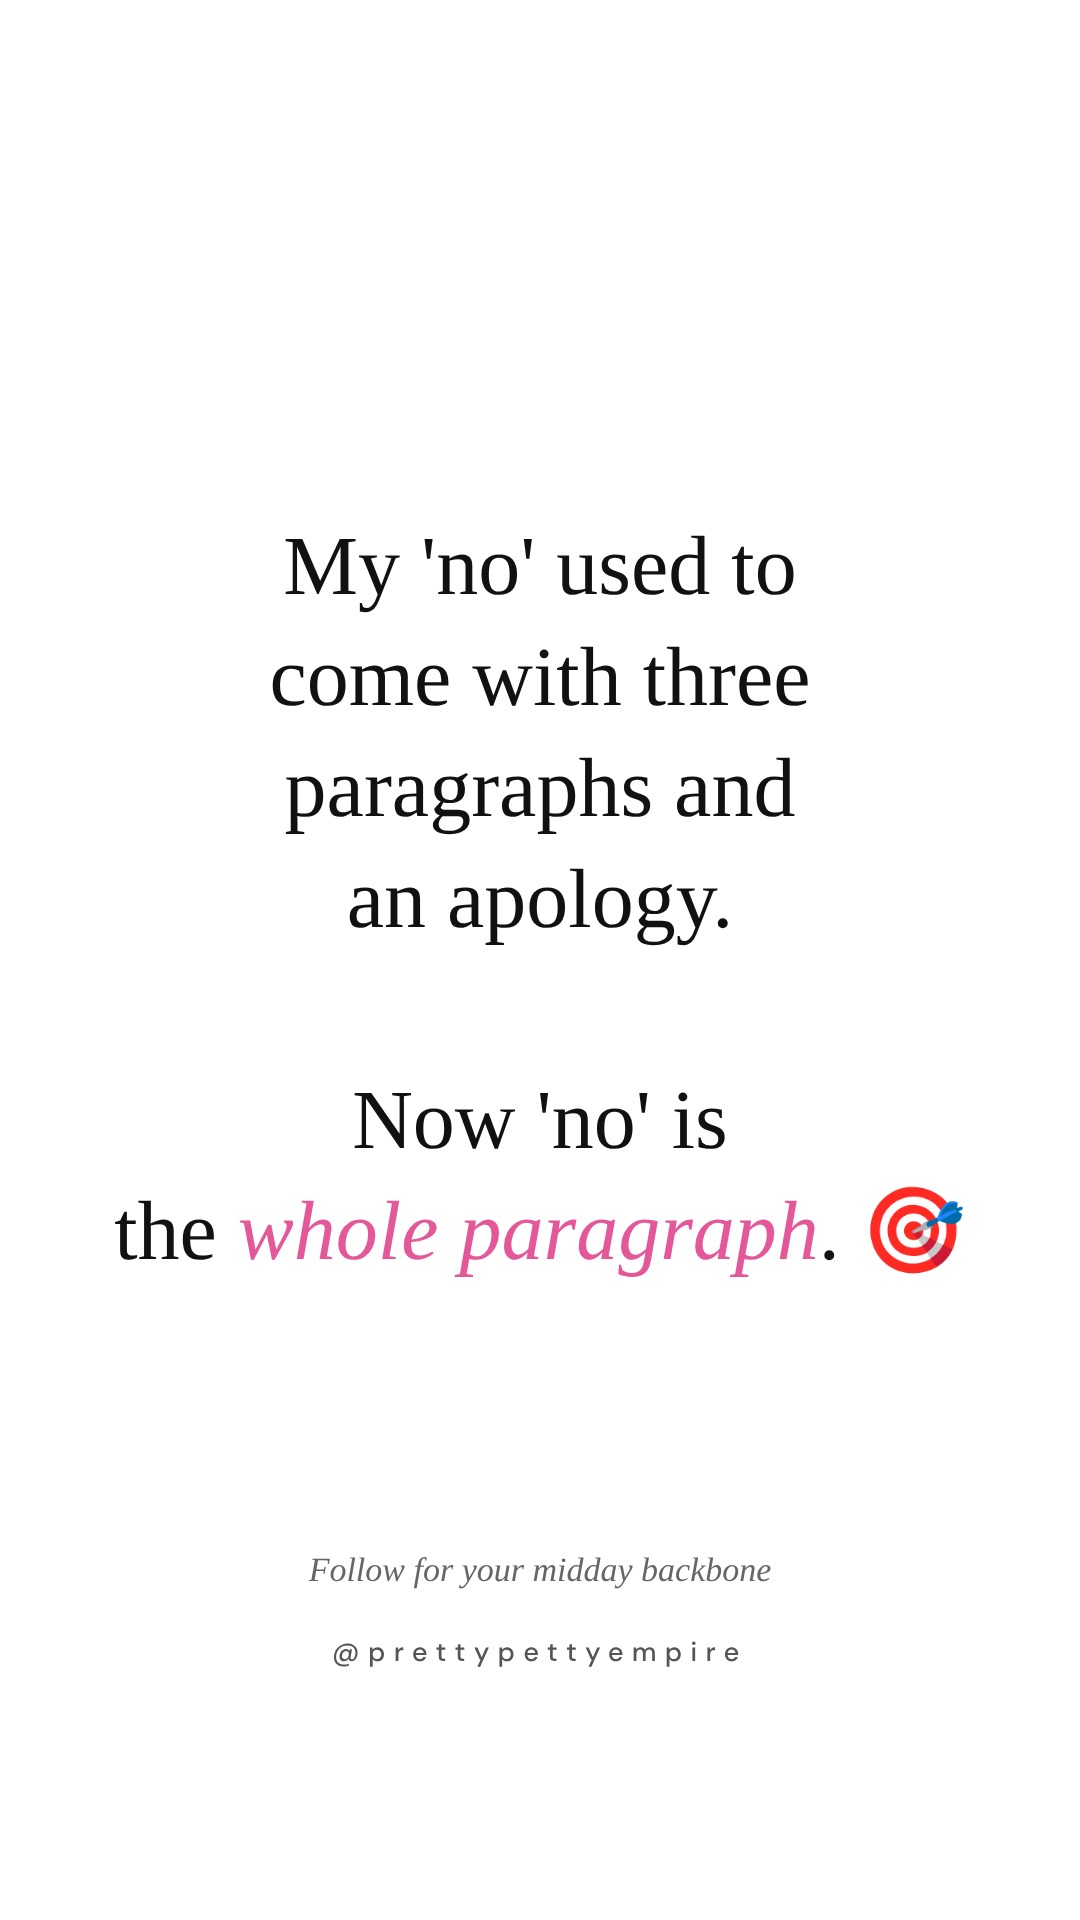 My 'no' used to
come with three
paragraphs and
an apology.
Now 'no' is
the whole paragraph. 🎯
Follow for your midday backbone
@prettypettyempire